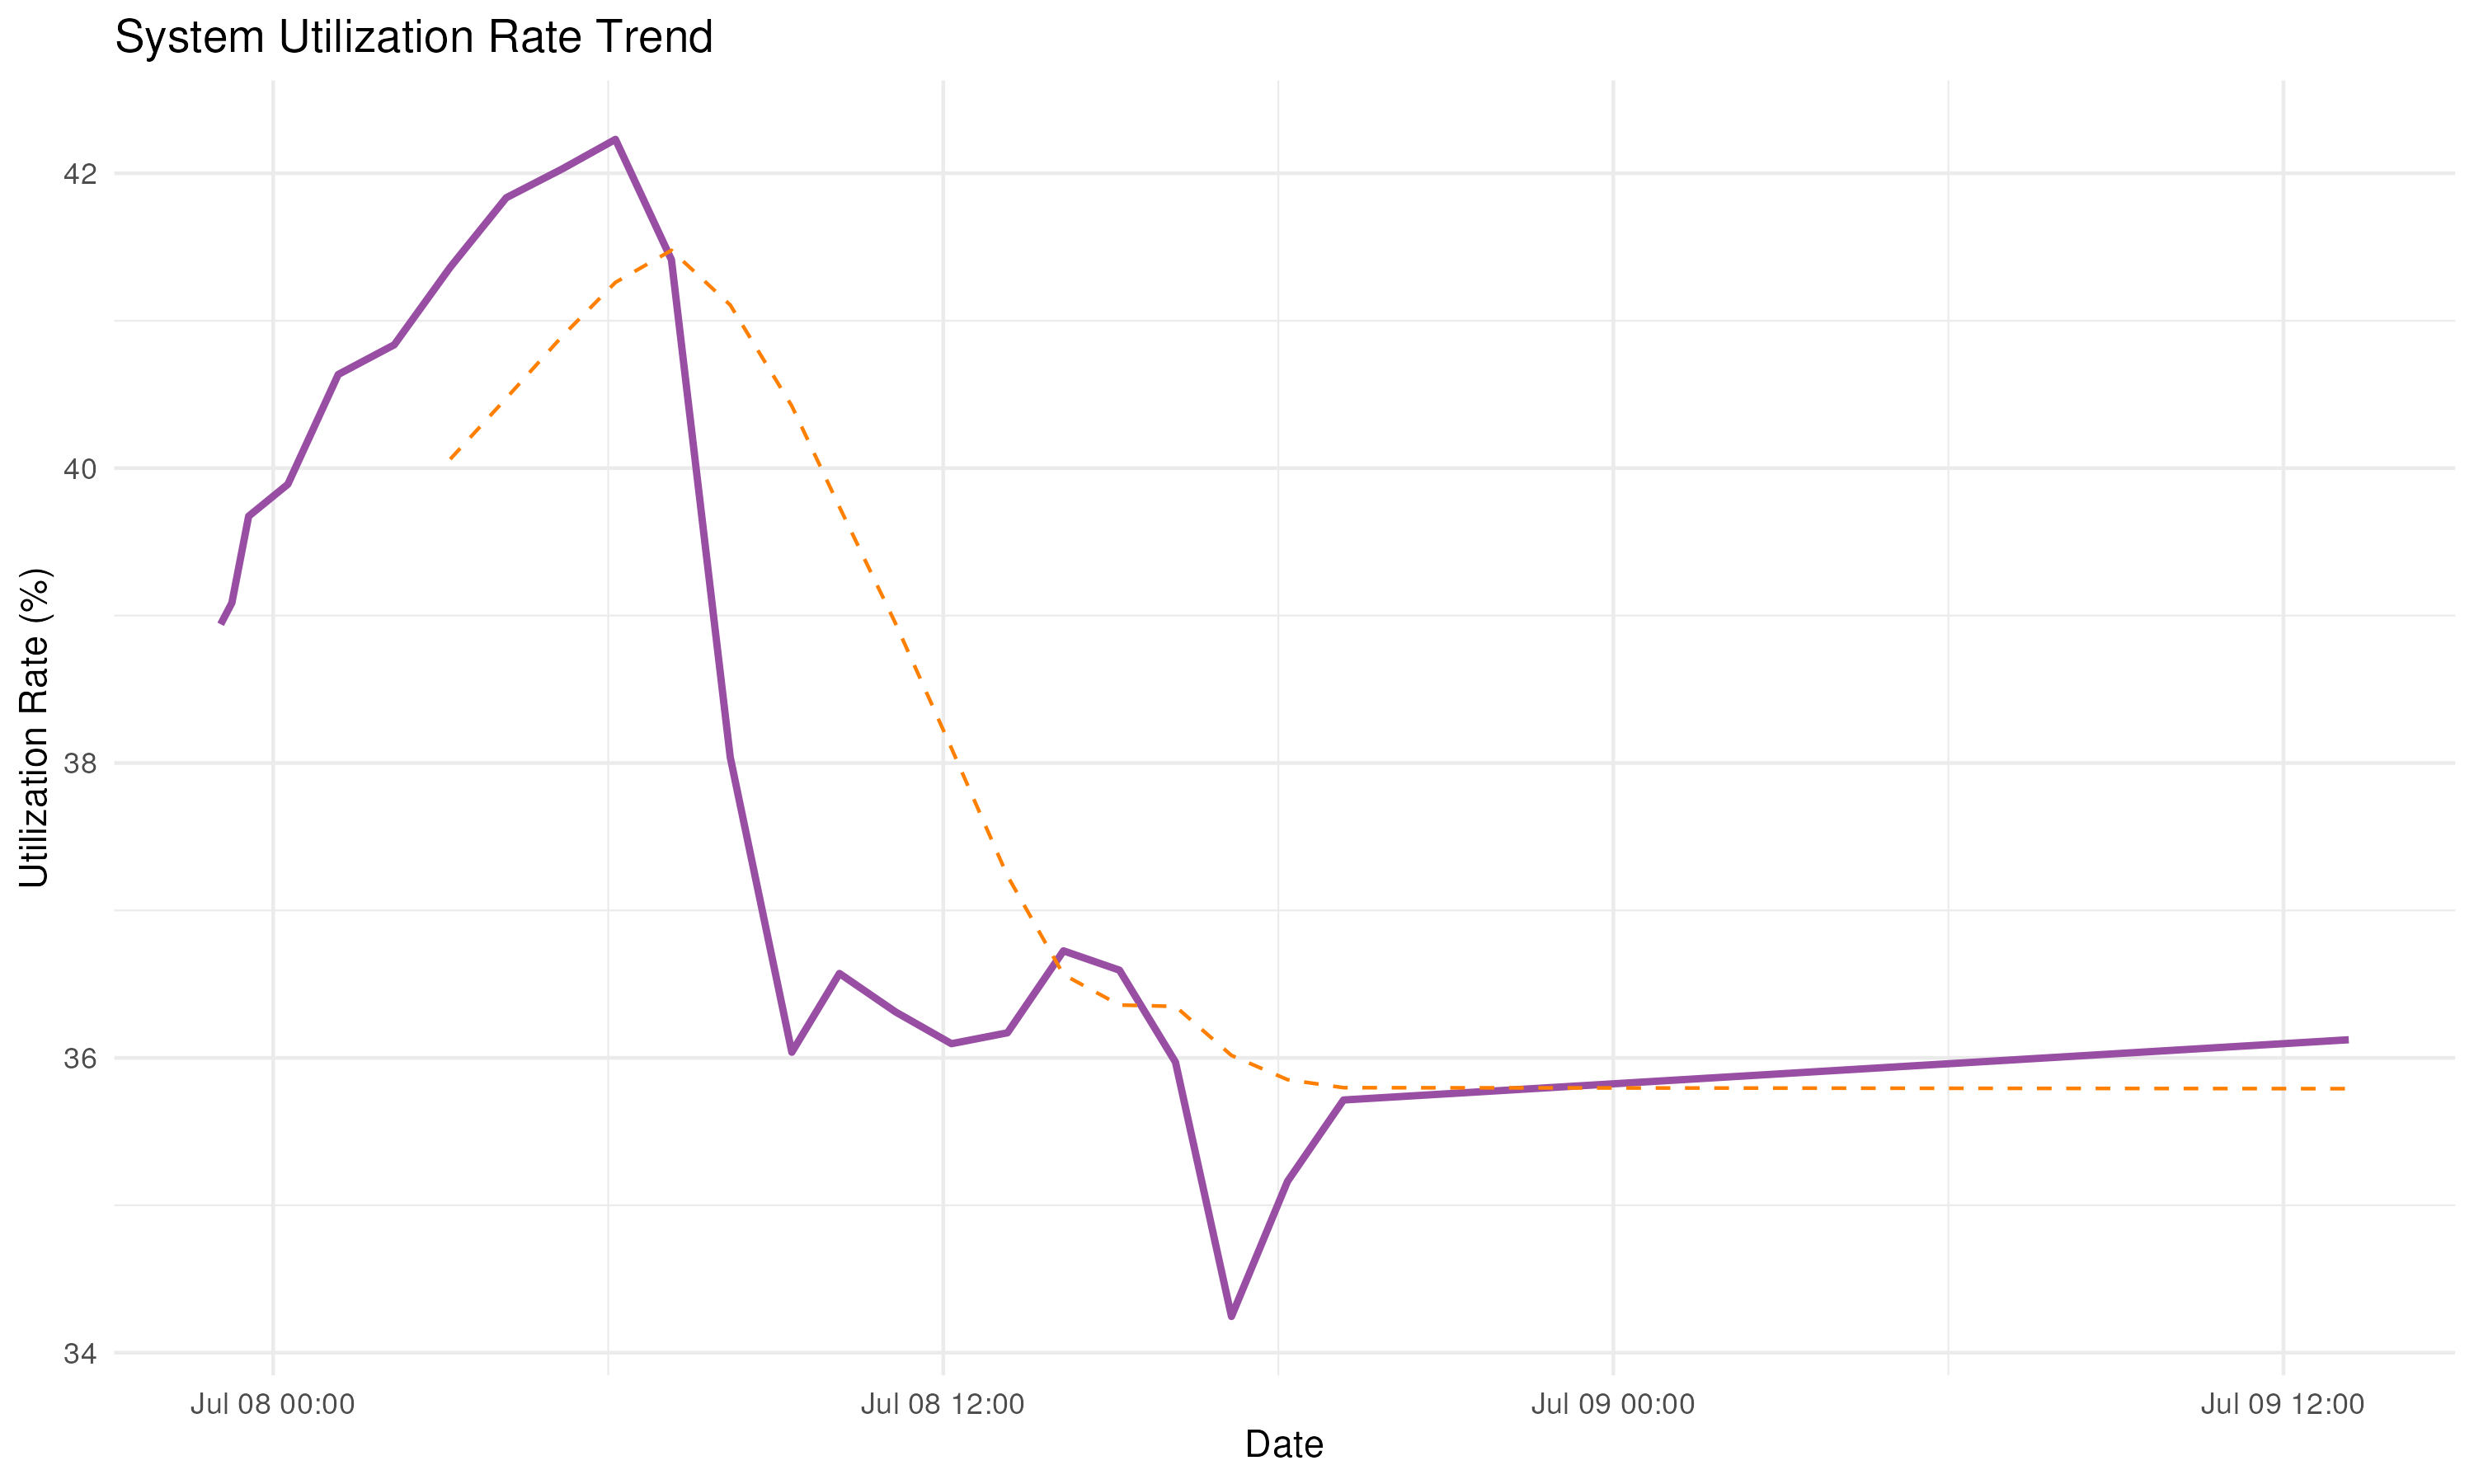 System Utilization Rate Trend
Utilization Rate (%)
42
40
38
36
34
Jul 08 00:00
Jul 08 12:00
Jul 09 00:00
Jul 09 12:00
Date